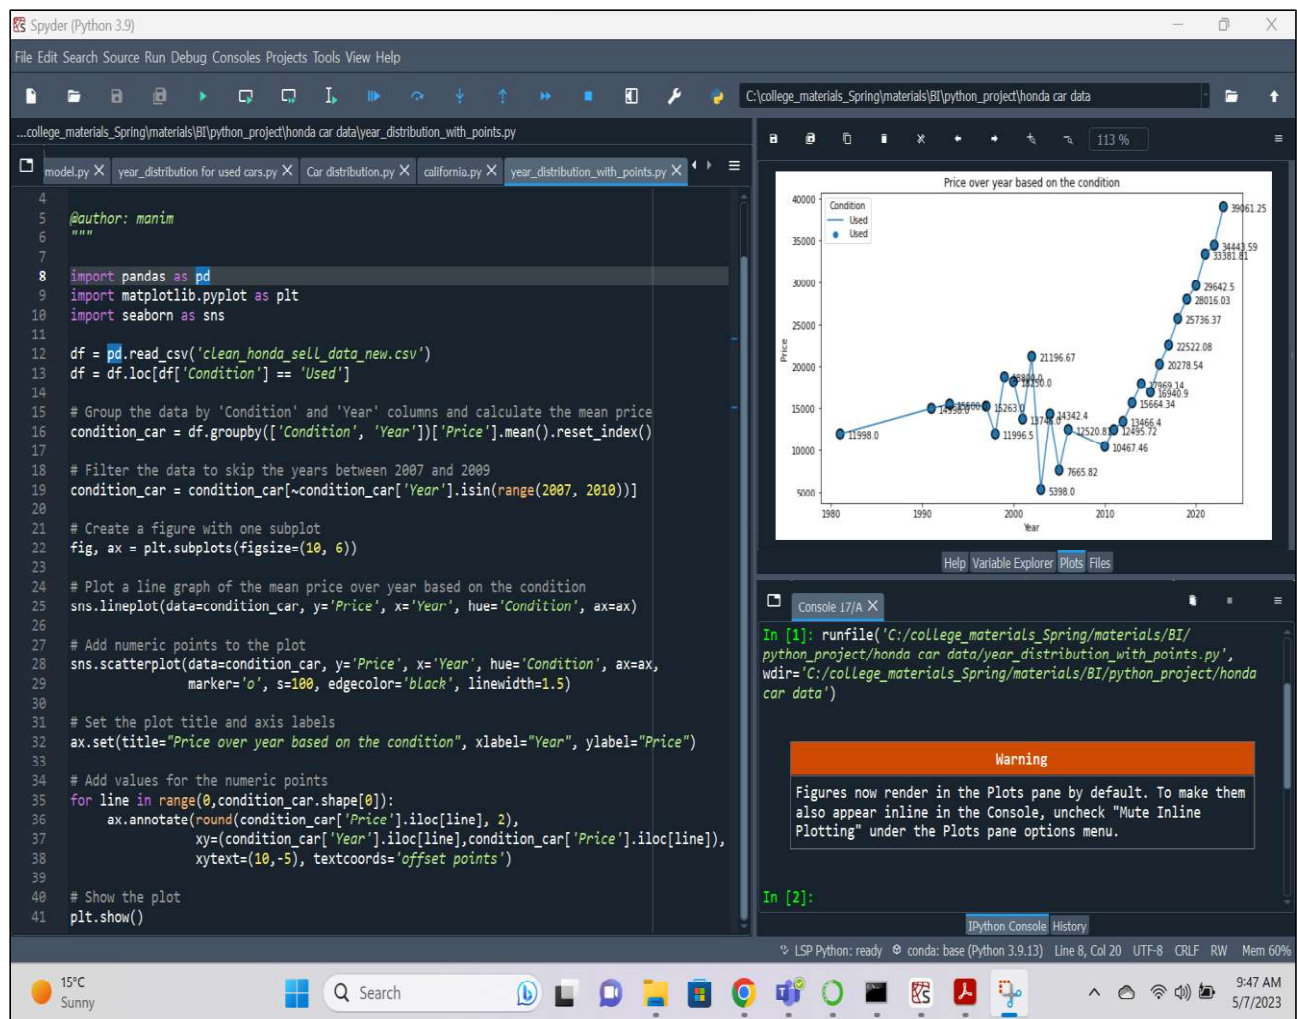 Spyder (Python 3.9)
File Edit Search Source Run Debug Consoles Projects Tools View Help
C:\college_materials_Spring\materials\BI\python_project\honda car data
...college_materials_Spring\materials\BI\python_project\honda car data\year_distribution_with_points.py
model.py year_distribution for used cars.py Car distribution.py california.py year_distribution_with_points.py
4
5 @author: manim
6 """
7
8 import pandas as pd
9 import matplotlib.pyplot as plt
10 import seaborn as sns
11
12 df = pd.read_csv('clean_honda_sell_data_new.csv')
13 df = df.loc[df['Condition'] == 'Used']
14
15 # Group the data by 'Condition' and 'Year' columns and calculate the mean price
16 condition_car = df.groupby(['Condition', 'Year'])['Price'].mean().reset_index()
17
18 # Filter the data to skip the years between 2007 and 2009
19 condition_car = condition_car[~condition_car['Year'].isin(range(2007, 2010))]
20
21 # Create a figure with one subplot
22 fig, ax = plt.subplots(figsize=(10, 6))
23
24 # Plot a line graph of the mean price over year based on the condition
25 sns.lineplot(data=condition_car, y='Price', x='Year', hue='Condition', ax=ax)
26
27 # Add numeric points to the plot
28 sns.scatterplot(data=condition_car, y='Price', x='Year', hue='Condition', ax=ax,
29 marker='o', s=100, edgecolor='black', linewidth=1.5)
30
31 # Set the plot title and axis labels
32 ax.set(title="Price over year based on the condition", xlabel="Year", ylabel="Price")
33
34 # Add values for the numeric points
35 for line in range(0,condition_car.shape[0]):
36 ax.annotate(round(condition_car['Price'].iloc[line], 2),
37 xy=(condition_car['Year'].iloc[line],condition_car['Price'].iloc[line]),
38 xytext=(10,-5), textcoords='offset points')
39
40 # Show the plot
41 plt.show()
113 %
Price over year based on the condition
Condition
Used
Used
40000
35000
30000
25000
20000
15000
10000
5000
Price
39061.25
34443.59
33381.81
29642.5
28016.03
25736.37
22522.08
21196.67
20278.54
18250.0
17969.14
16940.9
15664.34
15263.0
14342.4
13746.0
13466.4
12495.72
11998.0
11996.5
10467.46
7665.82
5398.0
1980 1990 2000 2010 2020
Year
Help Variable Explorer Plots Files
Console 17/A
In [1]: runfile('C:/college_materials_Spring/materials/BI/
python_project/honda car data/year_distribution_with_points.py',
wdir='C:/college_materials_Spring/materials/BI/python_project/honda
car data')
Warning
Figures now render in the Plots pane by default. To make them
also appear inline in the Console, uncheck "Mute Inline
Plotting" under the Plots pane options menu.
In [2]:
IPython Console History
LSP Python: ready conda: base (Python 3.9.13) Line 8, Col 20 UTF-8 CRLF RW Mem 60%
15°C
Sunny
Search
9:47 AM
5/7/2023